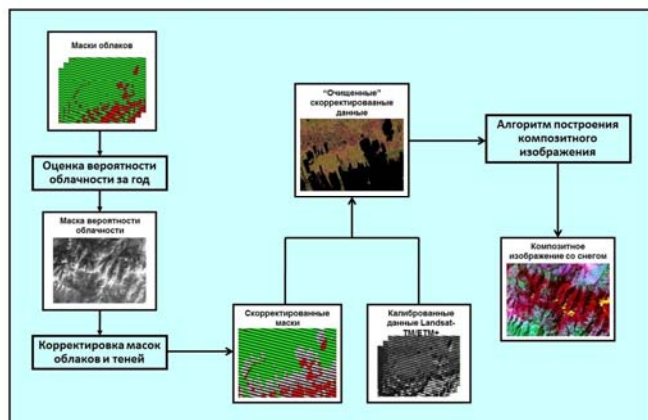 Маски облаков
Оценка вероятности
облачности за год
Маска вероятности
облачности
Корректировка масок
облаков и теней
Скорректированные
маски
Калиброванные
данные Landsat-
TM/ETM+
"Очищенные"
скорректированные
данные
Алгоритм построения
композитного
изображения
Композитное
изображение со снегом